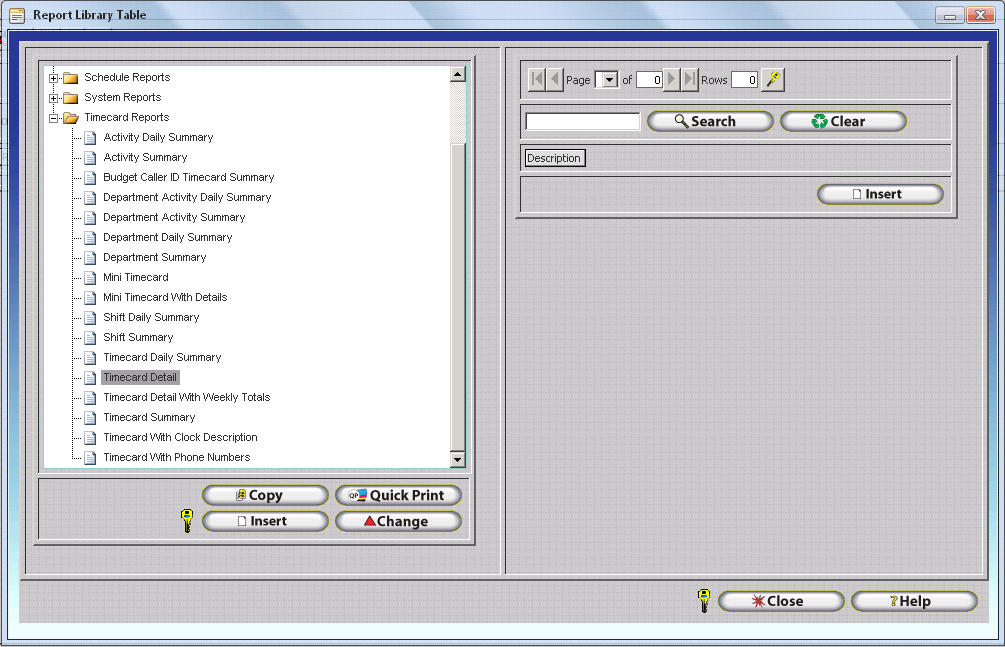 Report Library Table
Schedule Reports
System Reports
Timecard Reports
Activity Daily Summary
Activity Summary
Budget Caller ID Timecard Summary
Department Activity Daily Summary
Department Activity Summary
Department Daily Summary
Department Summary
Mini Timecard
Mini Timecard With Details
Shift Daily Summary
Shift Summary
Timecard Daily Summary
Timecard Detail
Timecard Detail With Weekly Totals
Timecard Summary
Timecard With Clock Description
Timecard With Phone Numbers
Copy QP Quick Print
Insert Change
Page of 0 Rows 0
Search Clear
Description
Insert
Close ?Help